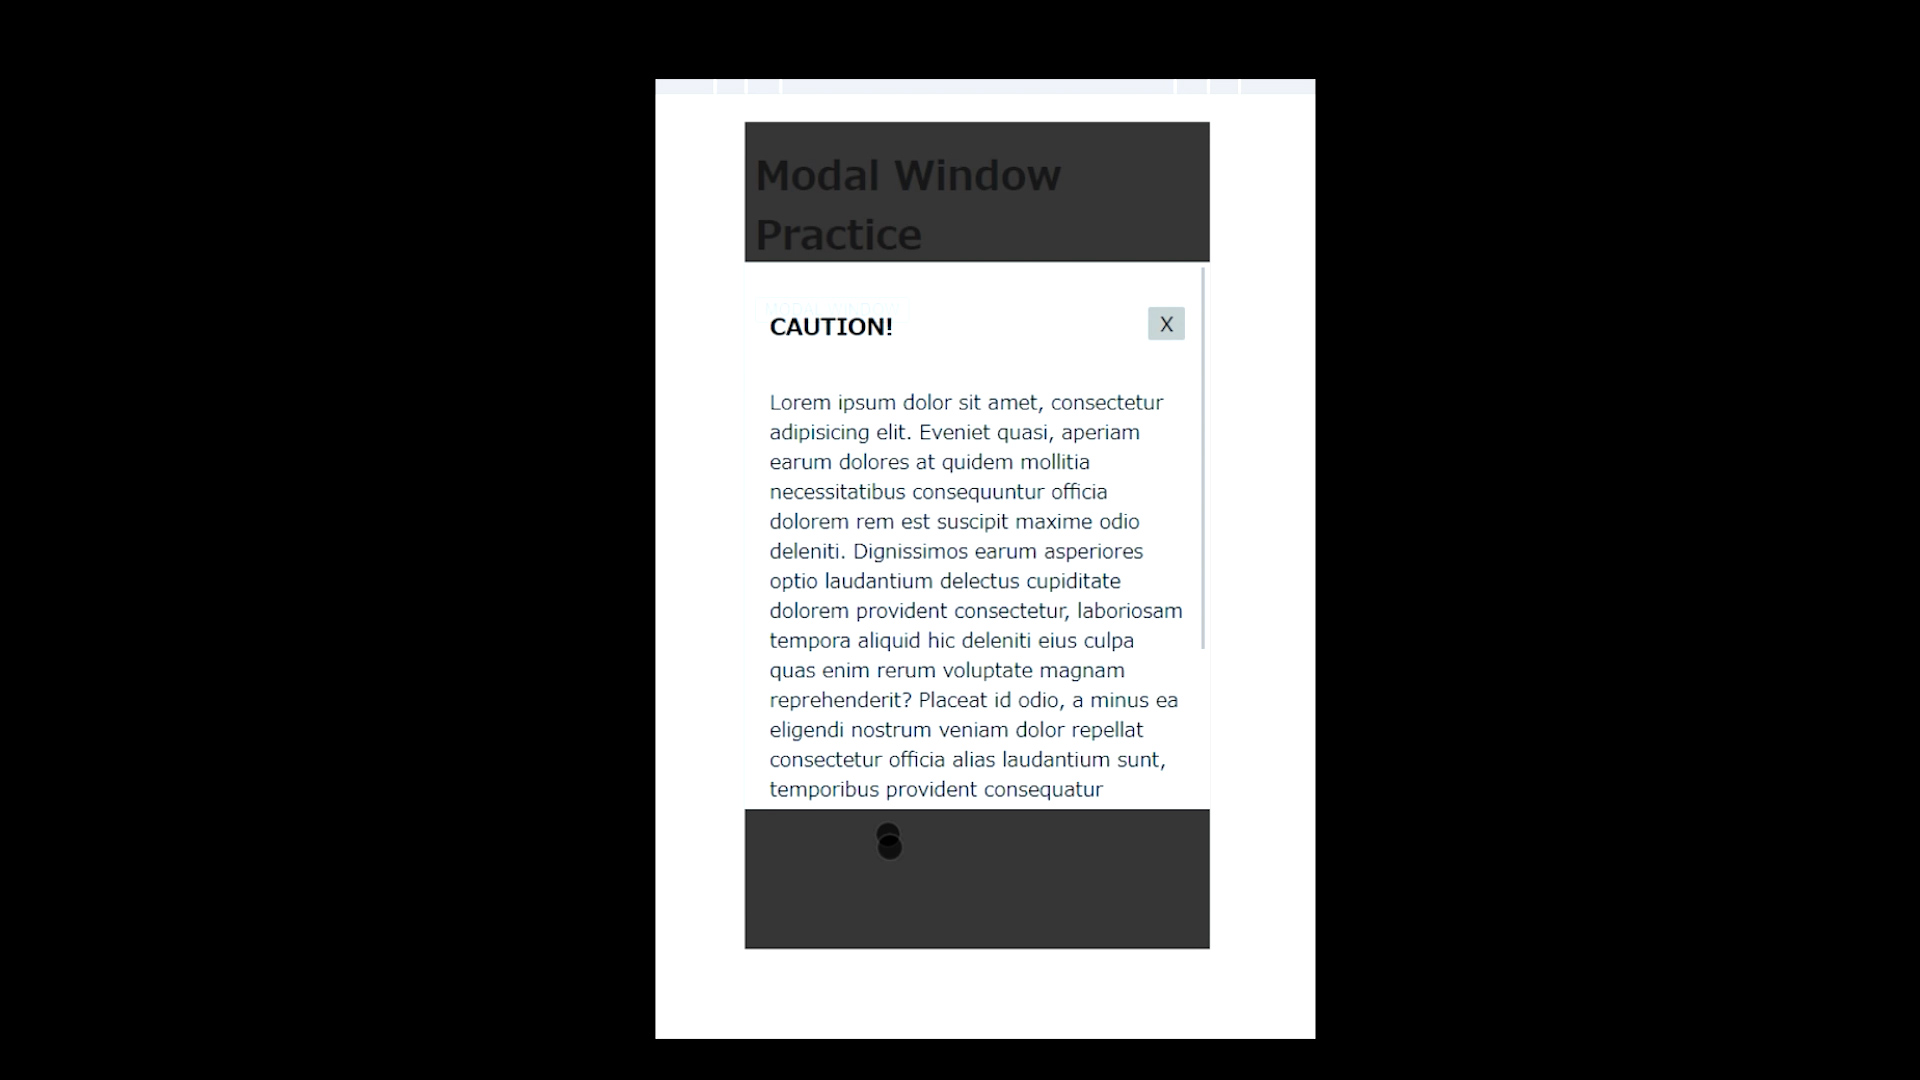 Modal Window
Practice
CAUTION!
X
Lorem ipsum dolor sit amet, consectetur
adipisicing elit. Eveniet quasi, aperiam
earum dolores at quidem mollitia
necessitatibus consequuntur officia
dolorem rem est suscipit maxime odio
deleniti. Dignissimos earum asperiores
optio laudantium delectus cupiditate
dolorem provident consectetur, laboriosam
tempora aliquid hic deleniti eius culpa
quas enim rerum voluptate magnam
reprehenderit? Placeat id odio, a minus ea
eligendi nostrum veniam dolor repellat
consectetur officia alias laudantium sunt,
temporibus provident consequatur